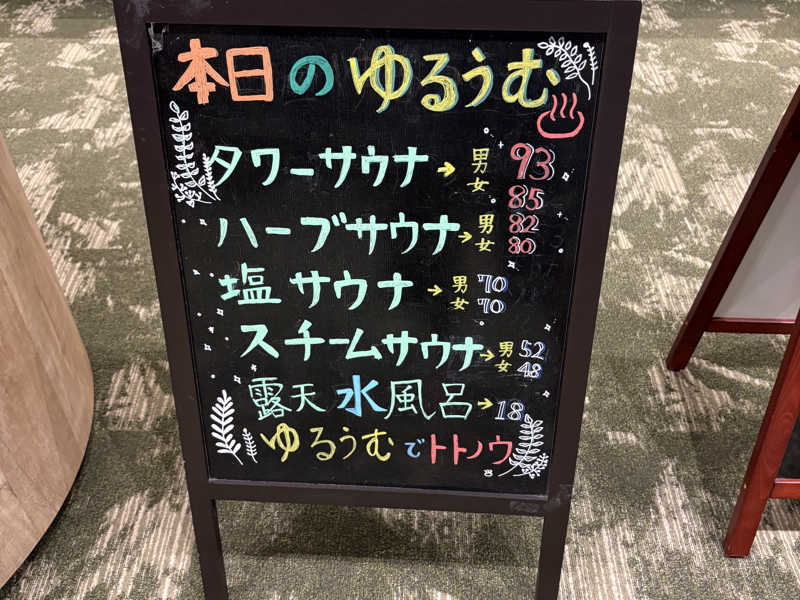 本日のゆるうむ♨
タワーサウナ→男 93
女 85
ハーブサウナ→男 82
女 80
塩サウナ→男 70
女 70
スチームサウナ→男 52
女 48
露天水風呂→18
ゆるうむでトトノウ